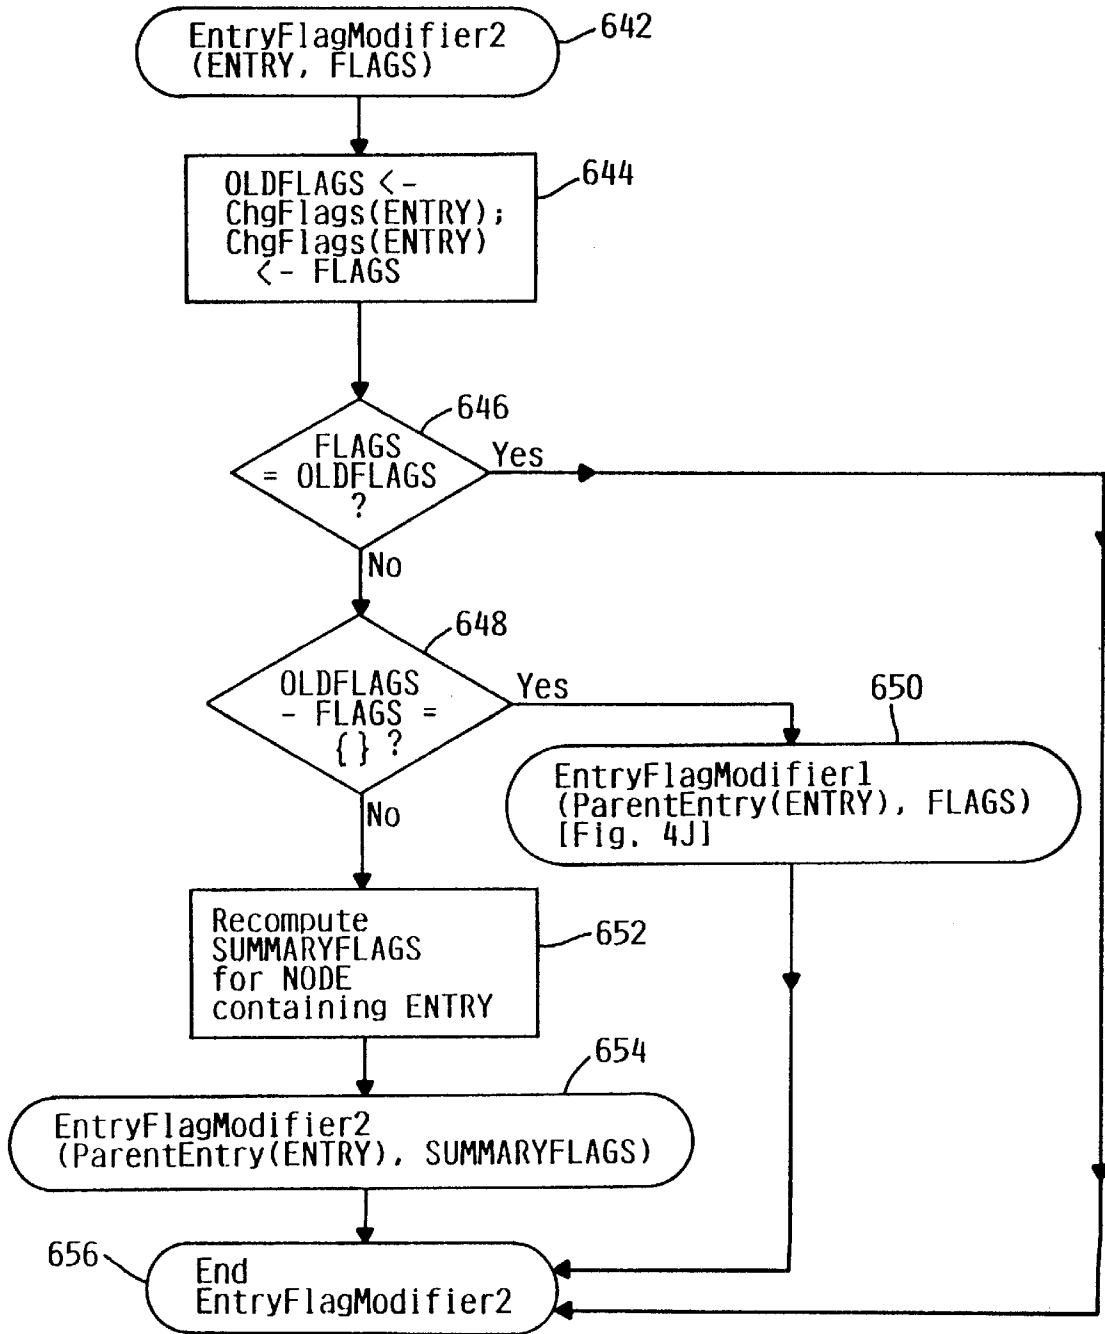 EntryFlagModifier2
(ENTRY, FLAGS)
642
OLDFLAGS <-
ChgFlags(ENTRY);
ChgFlags(ENTRY)
<- FLAGS
644
646
FLAGS
= OLDFLAGS
?
Yes
No
648
OLDFLAGS
- FLAGS =
{} ?
Yes
650
EntryFlagModifier1
(ParentEntry(ENTRY), FLAGS)
[Fig. 4J]
No
Recompute
SUMMARYFLAGS
for NODE
containing ENTRY
652
654
EntryFlagModifier2
(ParentEntry(ENTRY), SUMMARYFLAGS)
656
End
EntryFlagModifier2